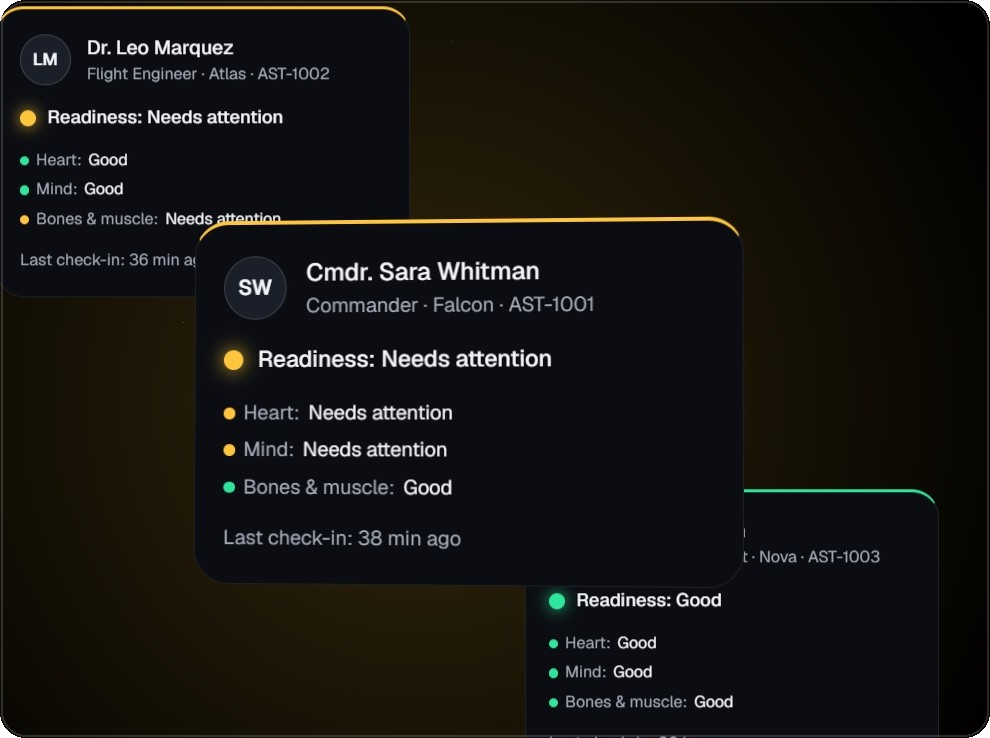 LM
Dr. Leo Marquez
Flight Engineer · Atlas · AST-1002
Readiness: Needs attention
Heart: Good
Mind: Good
Bones & muscle: Needs attention
Last check-in: 36 min
SW
Cmdr. Sara Whitman
Commander · Falcon · AST-1001
Readiness: Needs attention
Heart: Needs attention
Mind: Needs attention
Bones & muscle: Good
Last check-in: 38 min ago
· Nova · AST-1003
Readiness: Good
Heart: Good
Mind: Good
Bones & muscle: Good